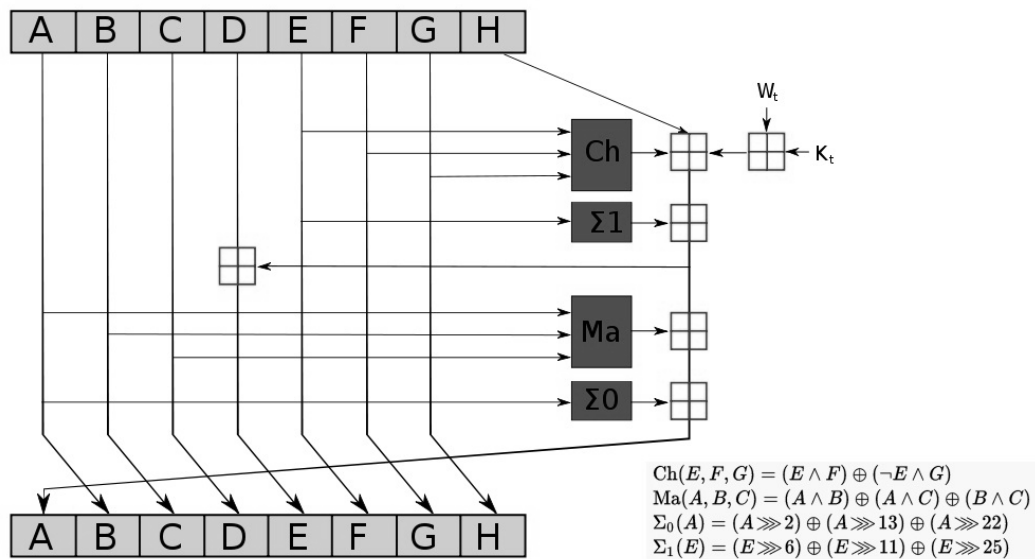 A B C D E F G H
W_t
Ch
K_t
Σ1
Ma
Σ0
A B C D E F G H
Ch(E, F, G) = (E ∧ F) ⊕ (¬E ∧ G)
Ma(A, B, C) = (A ∧ B) ⊕ (A ∧ C) ⊕ (B ∧ C)
Σ₀(A) = (A⋙2) ⊕ (A⋙13) ⊕ (A⋙22)
Σ₁(E) = (E⋙6) ⊕ (E⋙11) ⊕ (E⋙25)